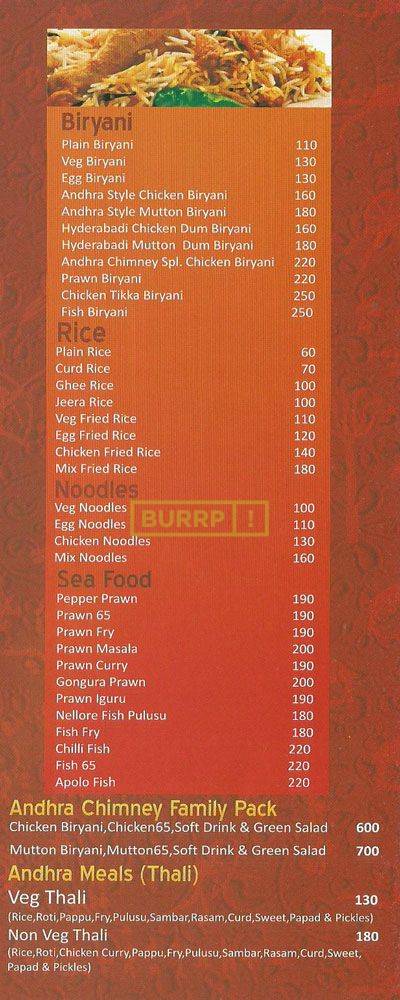 Biryani
Plain Biryani 110
Veg Biryani 130
Egg Biryani 130
Andhra Style Chicken Biryani 160
Andhra Style Mutton Biryani 180
Hyderabadi Chicken Dum Biryani 160
Hyderabadi Mutton Dum Biryani 180
Andhra Chimney Spl. Chicken Biryani 220
Prawn Biryani 220
Chicken Tikka Biryani 250
Fish Biryani 250
Rice
Plain Rice 60
Curd Rice 70
Ghee Rice 100
Jeera Rice 100
Veg Fried Rice 110
Egg Fried Rice 120
Chicken Fried Rice 140
Mix Fried Rice 180
Noodles
Veg Noodles 100
Egg Noodles 110
BURRP!
Chicken Noodles 130
Mix Noodles 160
Sea Food
Pepper Prawn 190
Prawn 65 190
Prawn Fry 190
Prawn Masala 200
Prawn Curry 190
Gongura Prawn 200
Prawn Iguru 190
Nellore Fish Pulusu 180
Fish Fry 180
Chilli Fish 220
Fish 65 220
Apolo Fish 220
Andhra Chimney Family Pack
Chicken Biryani,Chicken65,Soft Drink & Green Salad 600
Mutton Biryani,Mutton65,Soft Drink & Green Salad 700
Andhra Meals (Thali)
Veg Thali 130
(Rice,Roti,Pappu,Fry,Pulusu,Sambar,Rasam,Curd,Sweet,Papad & Pickles)
Non Veg Thali 180
(Rice,Roti,Chicken Curry,Pappu,Fry,Pulusu,Sambar,Rasam,Curd,Sweet,
Papad & Pickles)